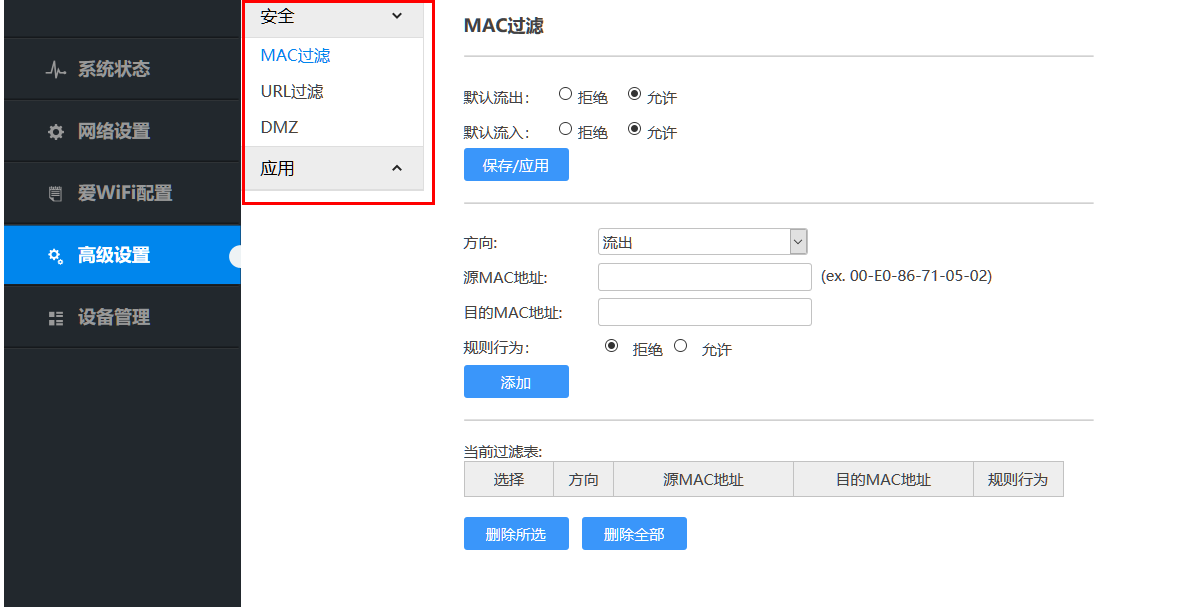 系统状态
网络设置
爱WiFi配置
高级设置
设备管理
安全
MAC过滤
URL过滤
DMZ
应用
MAC过滤
默认流出: 拒绝 允许
默认流入: 拒绝 允许
保存/应用
方向: 流出
源MAC地址: (ex. 00-E0-86-71-05-02)
目的MAC地址:
规则行为: 拒绝 允许
添加
当前过滤表:
选择 方向 源MAC地址 目的MAC地址 规则行为
删除所选 删除全部